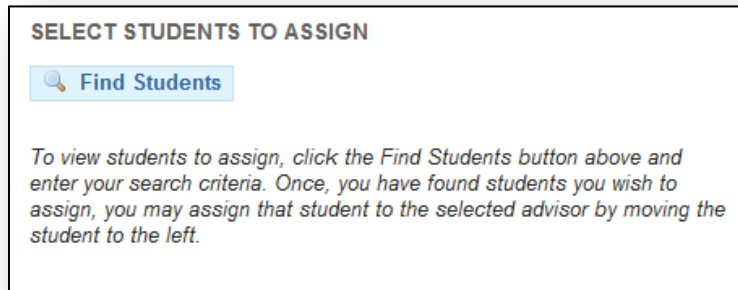 SELECT STUDENTS TO ASSIGN
Find Students
To view students to assign, click the Find Students button above and
enter your search criteria. Once, you have found students you wish to
assign, you may assign that student to the selected advisor by moving the
student to the left.